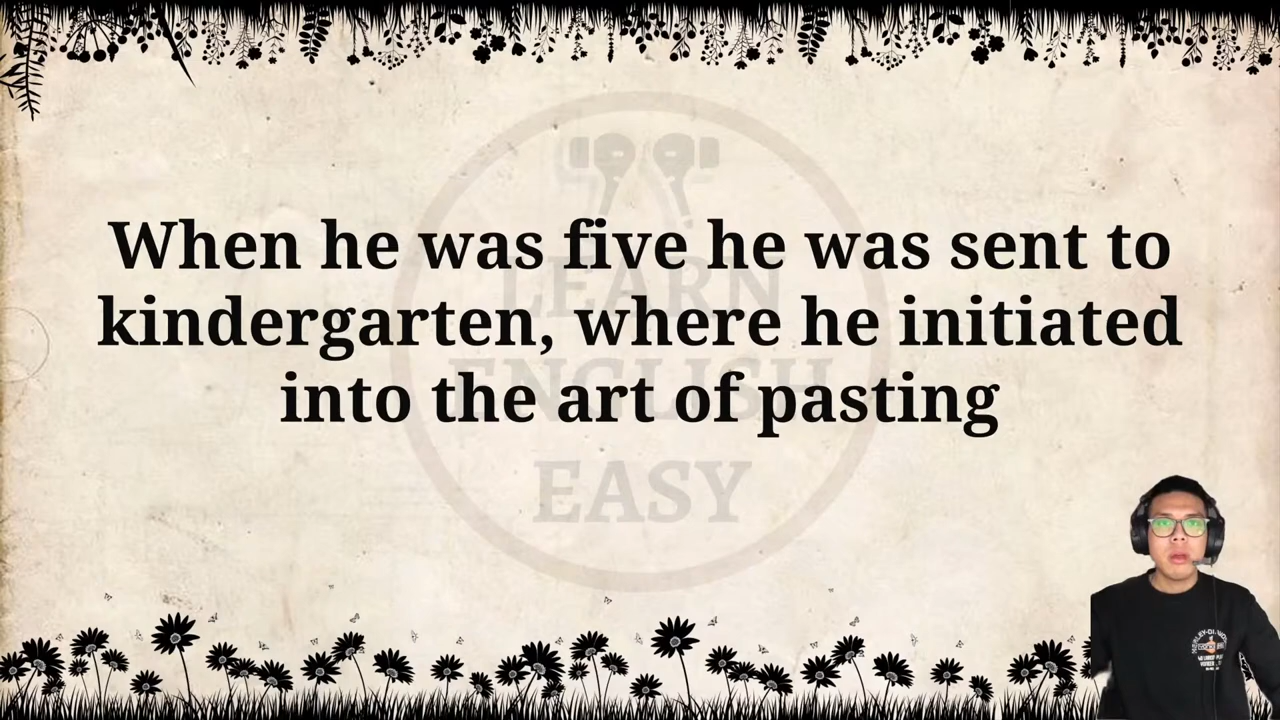 When he was five he was sent to
kindergarten, where he initiated
into the art of pasting
LEARN
ENGLISH
EASY